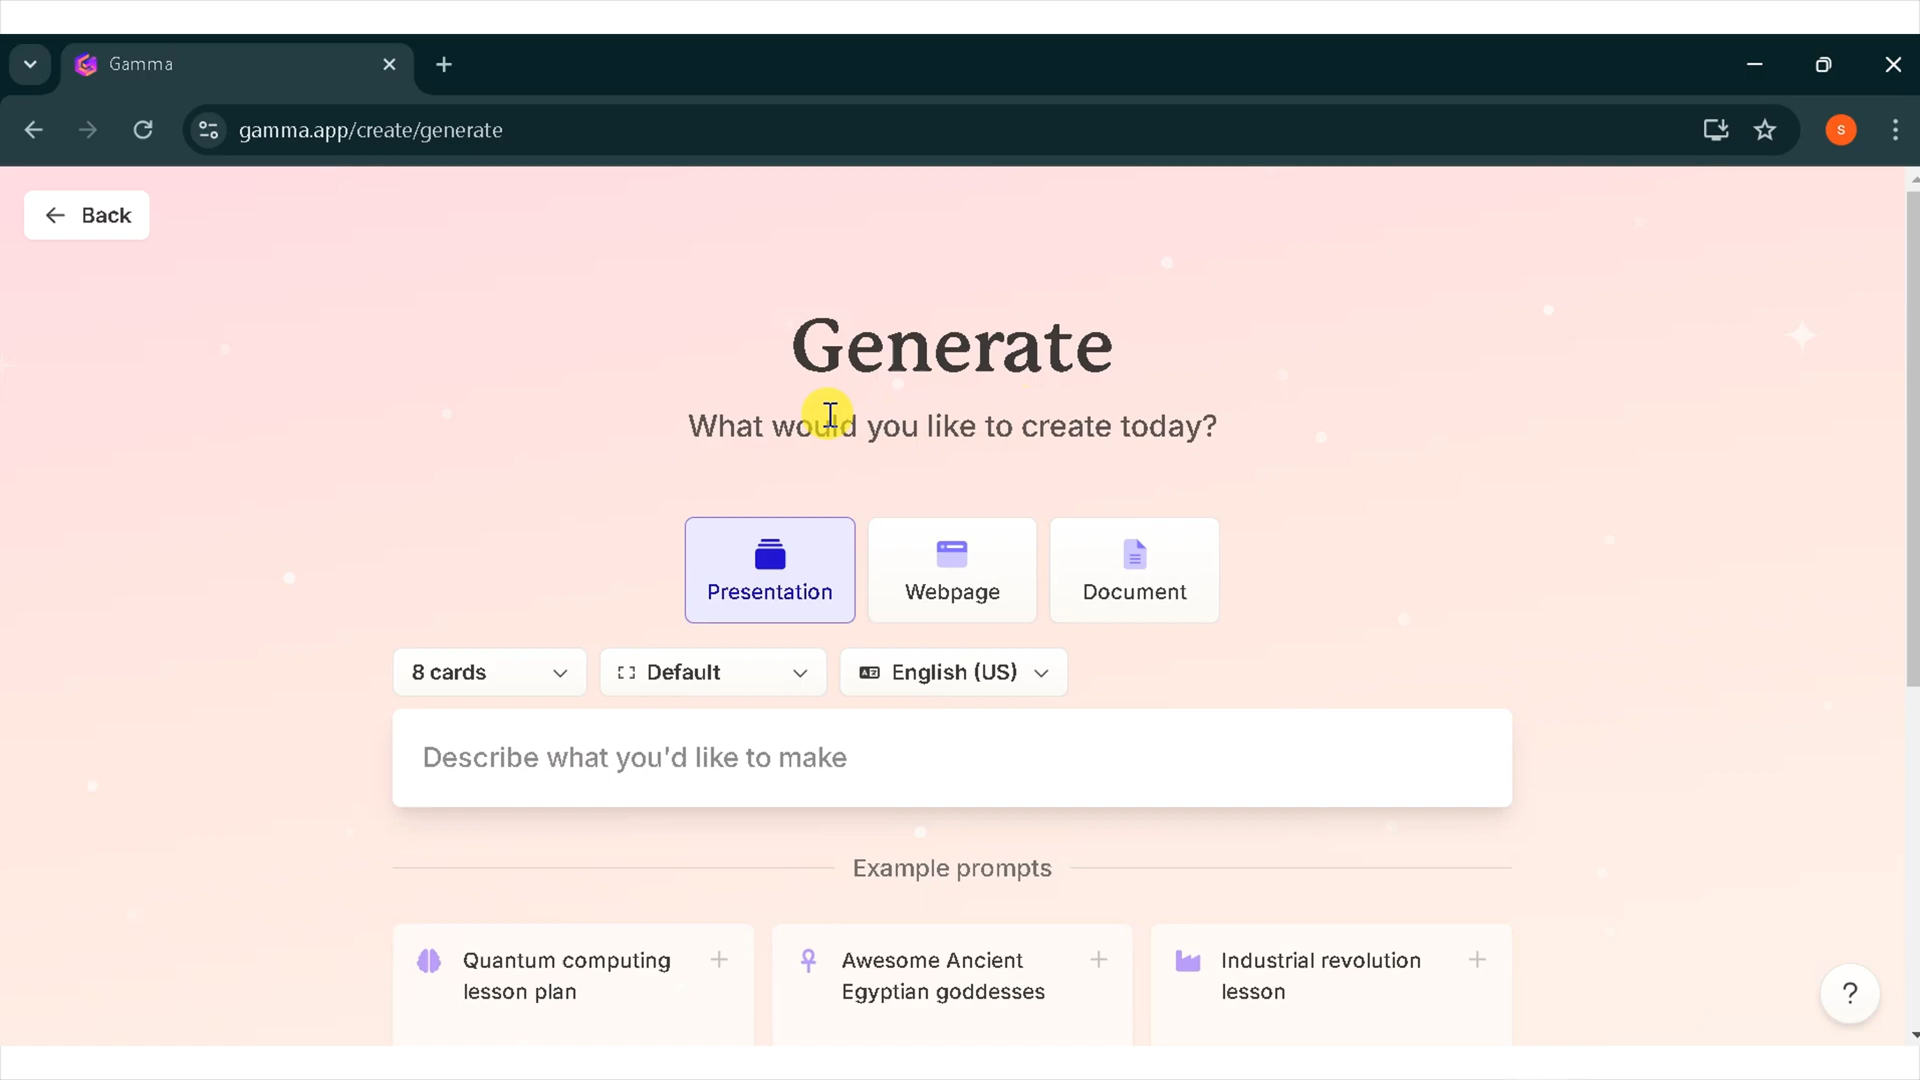 Gamma
gamma.app/create/generate
S
Back
Generate
What would you like to create today?
Presentation
Webpage
Document
8 cards
Default
English (US)
Describe what you'd like to make
Example prompts
Quantum computing
lesson plan
Awesome Ancient
Egyptian goddesses
Industrial revolution
lesson
?